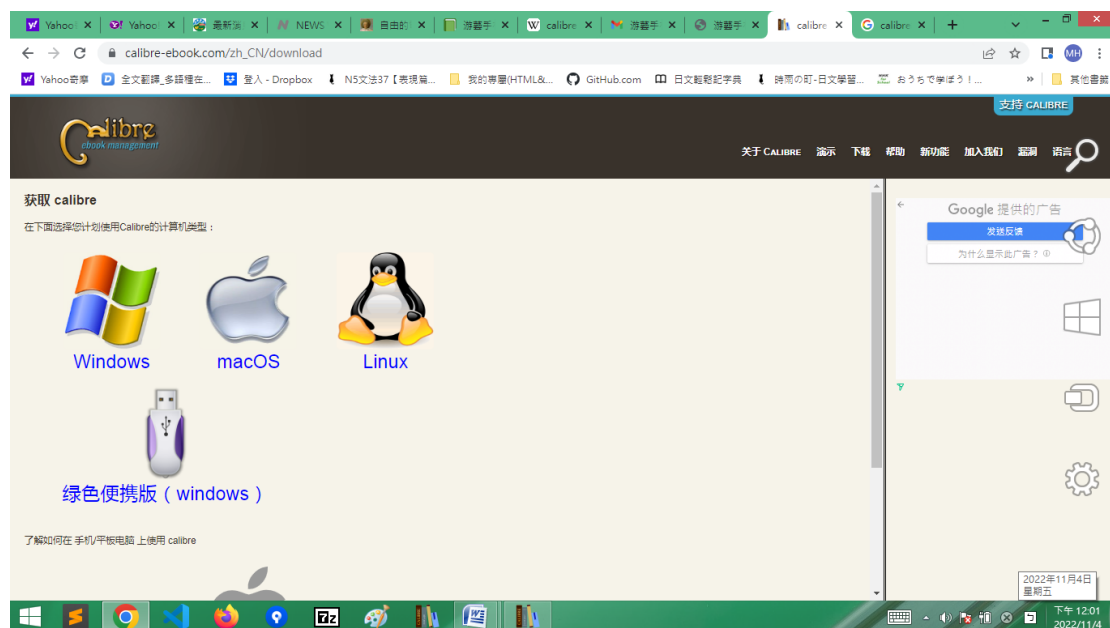 Yahoo!
Yahoo!
最新
NEWS
自由的
游藝手
calibre
游藝手
游藝手
calibre
calibre
calibre-ebook.com/zh_CN/download
MH
Yahoo奇摩
全文翻譯_多語種在...
登入 - Dropbox
N5文法37【表現篇...
我的專屬(HTML&...
GitHub.com
日文輕鬆記字典
時雨の町-日文學習...
おうちで学ぼう!...
»
其他書籤
支持 CALIBRE
Calibre
ebook management
关于 CALIBRE
演示
下载
帮助
新功能
加入我们
漏洞
语言
获取 calibre
在下面选择您计划使用Calibre的计算机类型：
Windows
macOS
Linux
绿色便携版（windows）
了解如何在 手机/平板电脑 上使用 calibre
Google 提供的广告
发送反馈
为什么显示此广告？
2022年11月4日
星期五
7z
下午 12:01
2022/11/4